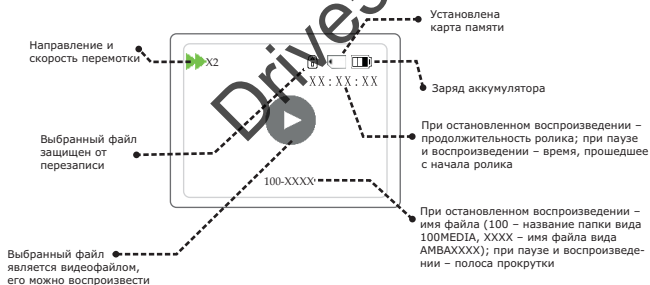 Установлена
карта памяти
Направление и
скорость перемотки
X2
Заряд аккумулятора
XX:XX:XX
При остановленном воспроизведении –
продолжительность ролика; при паузе
и воспроизведении – время, прошедшее
с начала ролика
Выбранный файл
защищен от
перезаписи
100-XXXX
При остановленном воспроизведении –
имя файла (100 – название папки вида
100MEDIA, XXXX – имя файла вида
AMBAXXXX); при паузе и воспроизведе-
нии – полоса прокрутки
Выбранный файл
является видеофайлом,
его можно воспроизвести
Drives